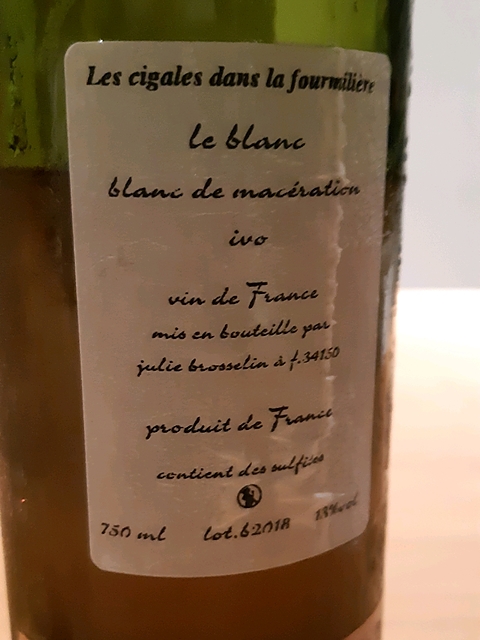 Les cigales dans la fourmilière
le blanc
blanc de macération
ivo
vin de France
mis en bouteille par
julie brosselin à f.34150
produit de France
contient des sulfites
750 ml lot.b2018 13%vol